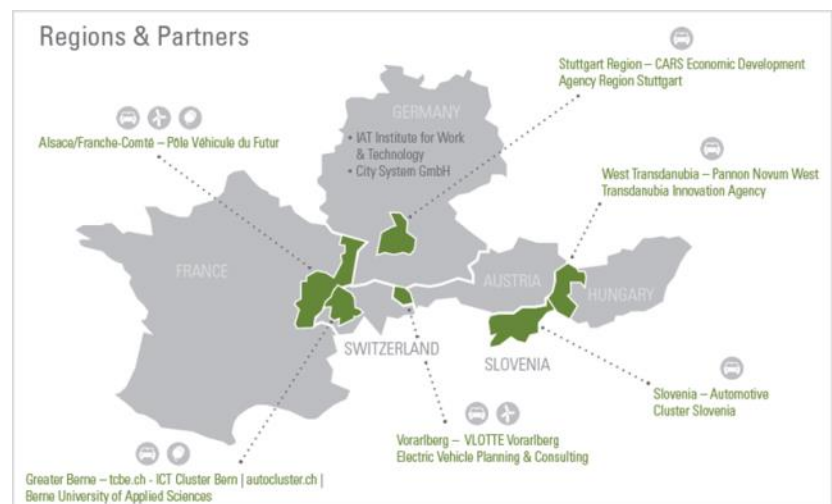 Regions & Partners
Stuttgart Region – CARS Economic Development
Agency Region Stuttgart
GERMANY
• IAT Institute for Work
& Technology
• City System GmbH
Alsace/Franche-Comté – Pôle Véhicule du Futur
West Transdanubia – Pannon Novum West
Transdanubia Innovation Agency
FRANCE
AUSTRIA
HUNGARY
SWITZERLAND
SLOVENIA
Slovenia – Automotive
Cluster Slovenia
Vorarlberg – VLOTTE Vorarlberg
Electric Vehicle Planning & Consulting
Greater Berne – tcbe.ch - ICT Cluster Bern | autocluster.ch |
Berne University of Applied Sciences